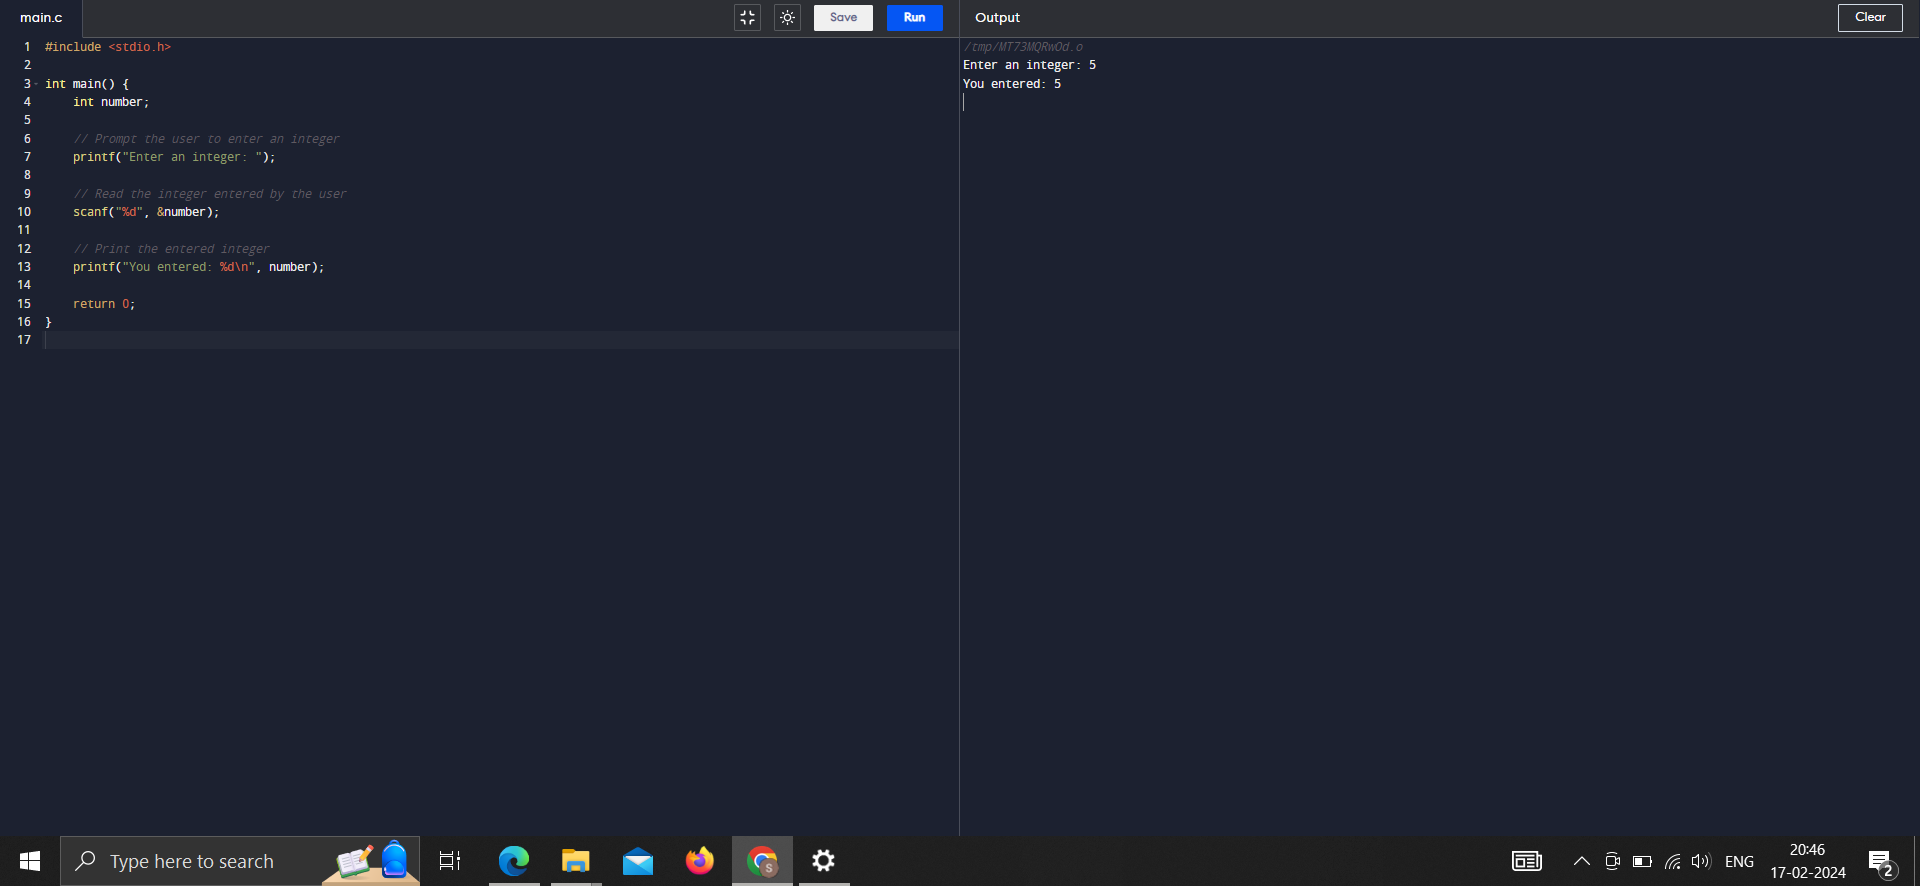 main.c
Save
Run
Output
Clear
1 #include <stdio.h>
2
3 int main() {
4     int number;
5
6     // Prompt the user to enter an integer
7     printf("Enter an integer: ");
8
9     // Read the integer entered by the user
10     scanf("%d", &number);
11
12     // Print the entered integer
13     printf("You entered: %d\n", number);
14
15     return 0;
16 }
17
/tmp/MT73MQRwOd.o
Enter an integer: 5
You entered: 5
Type here to search
S
ENG
20:46
17-02-2024
2